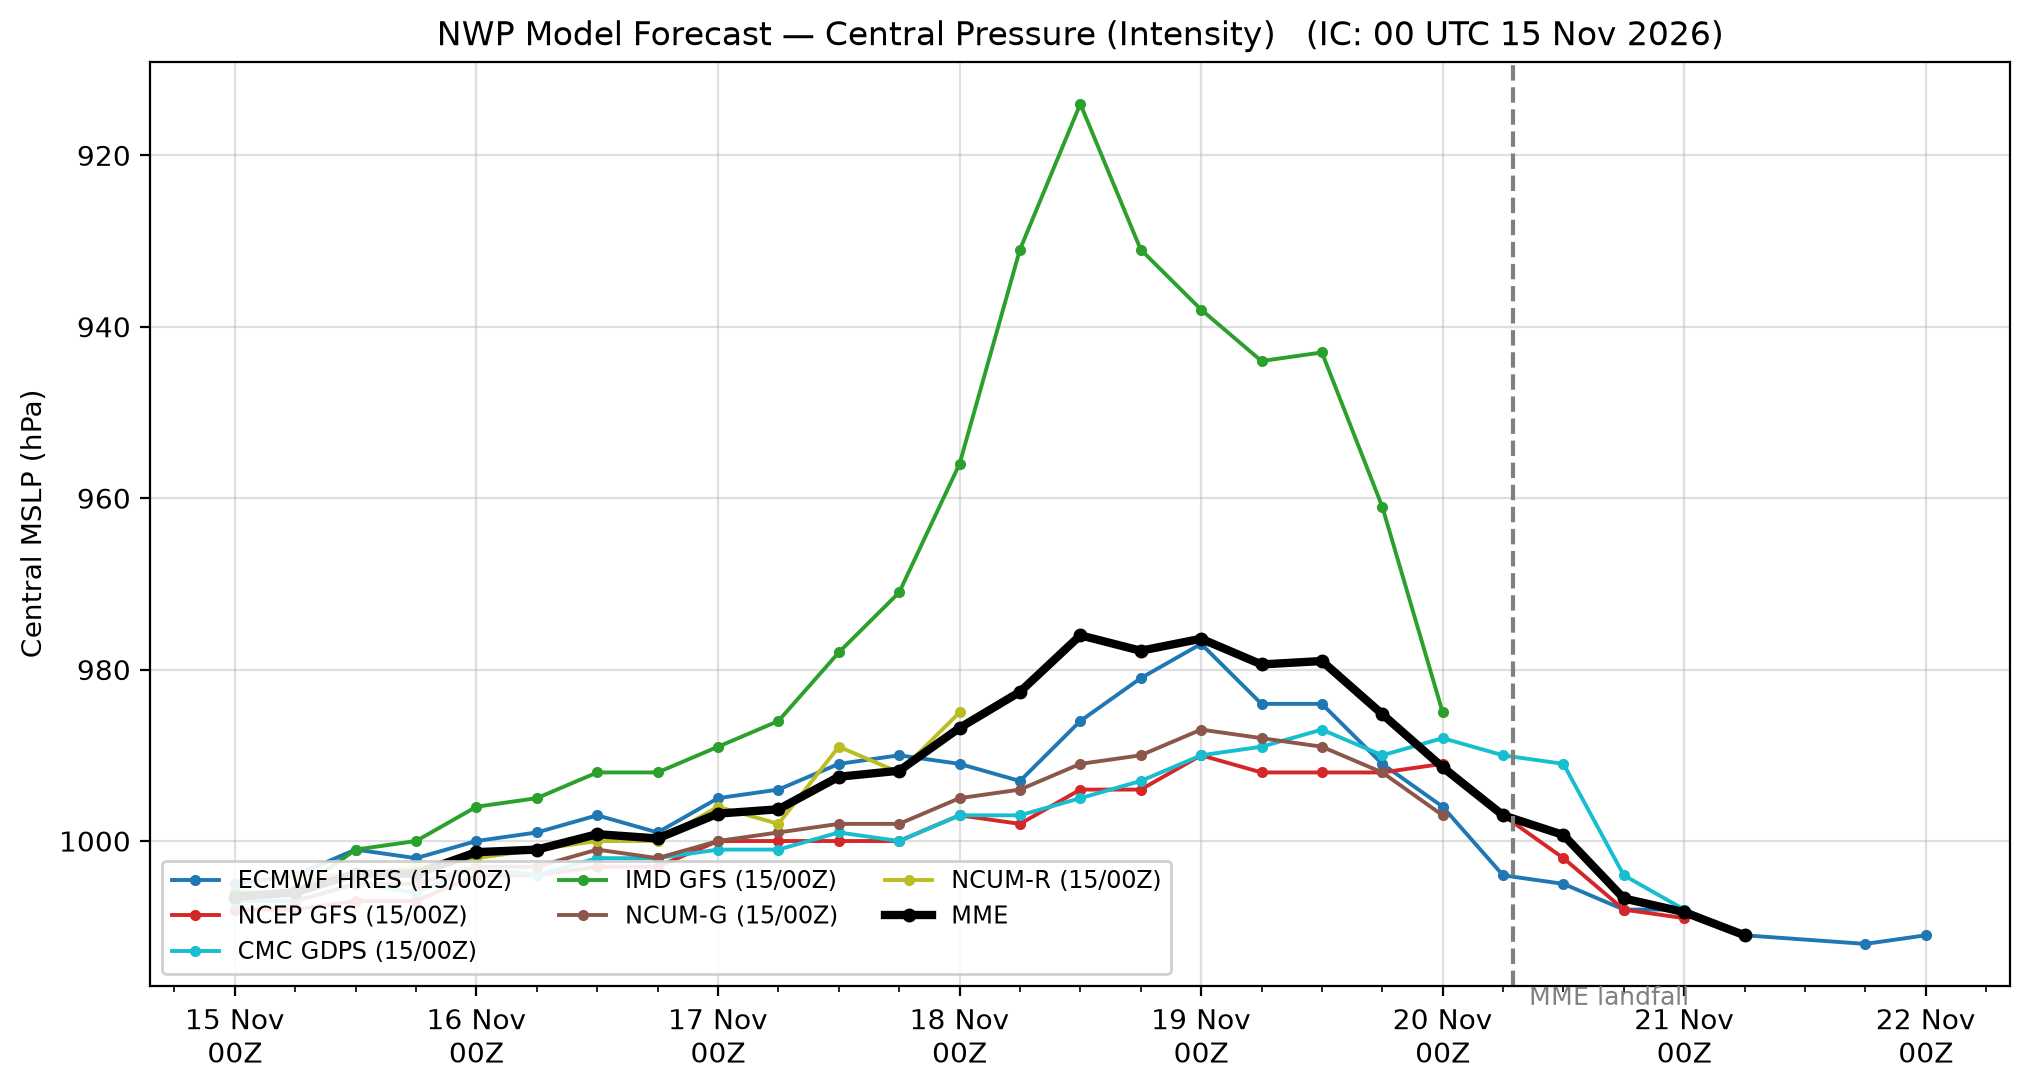 NWP Model Forecast — Central Pressure (Intensity)   (IC: 00 UTC 15 Nov 2026)
Central MSLP (hPa)
920
940
960
980
1000
ECMWF HRES (15/00Z)
NCEP GFS (15/00Z)
CMC GDPS (15/00Z)
IMD GFS (15/00Z)
NCUM-G (15/00Z)
NCUM-R (15/00Z)
MME
MME landfall
15 Nov 00Z
16 Nov 00Z
17 Nov 00Z
18 Nov 00Z
19 Nov 00Z
20 Nov 00Z
21 Nov 00Z
22 Nov 00Z